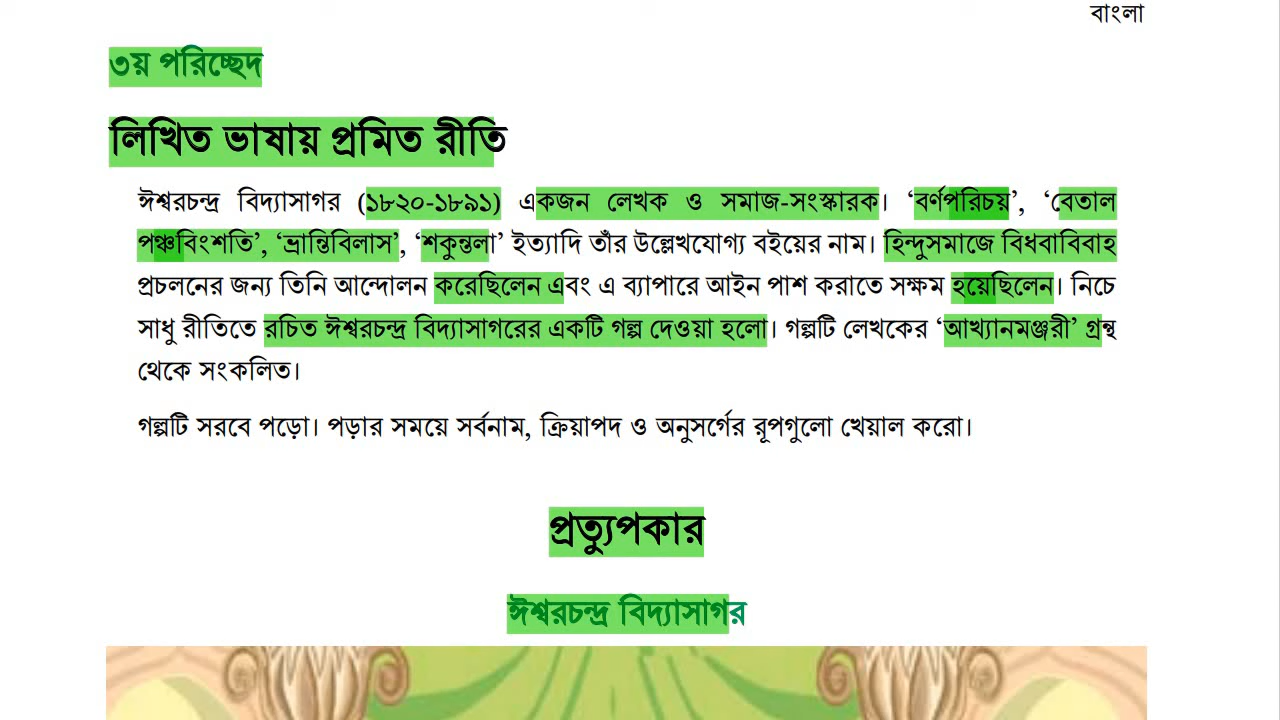 বাংলা
৩য় পরিচ্ছেদ
লিখিত ভাষায় প্রমিত রীতি
ঈশ্বরচন্দ্র বিদ্যাসাগর (১৮২০-১৮৯১) একজন লেখক ও সমাজ-সংস্কারক। ‘বর্ণপরিচয়’, ‘বেতাল
পঞ্চবিংশতি’, ‘ভ্রান্তিবিলাস’, ‘শকুন্তলা’ ইত্যাদি তাঁর উল্লেখযোগ্য বইয়ের নাম। হিন্দুসমাজে বিধবাবিবাহ
প্রচলনের জন্য তিনি আন্দোলন করেছিলেন এবং এ ব্যাপারে আইন পাশ করাতে সক্ষম হয়েছিলেন। নিচে
সাধু রীতিতে রচিত ঈশ্বরচন্দ্র বিদ্যাসাগরের একটি গল্প দেওয়া হলো। গল্পটি লেখকের ‘আখ্যানমঞ্জরী’ গ্রন্থ
থেকে সংকলিত।
গল্পটি সরবে পড়ো। পড়ার সময়ে সর্বনাম, ক্রিয়াপদ ও অনুসর্গের রূপগুলো খেয়াল করো।
প্রত্যুপকার
ঈশ্বরচন্দ্র বিদ্যাসাগর